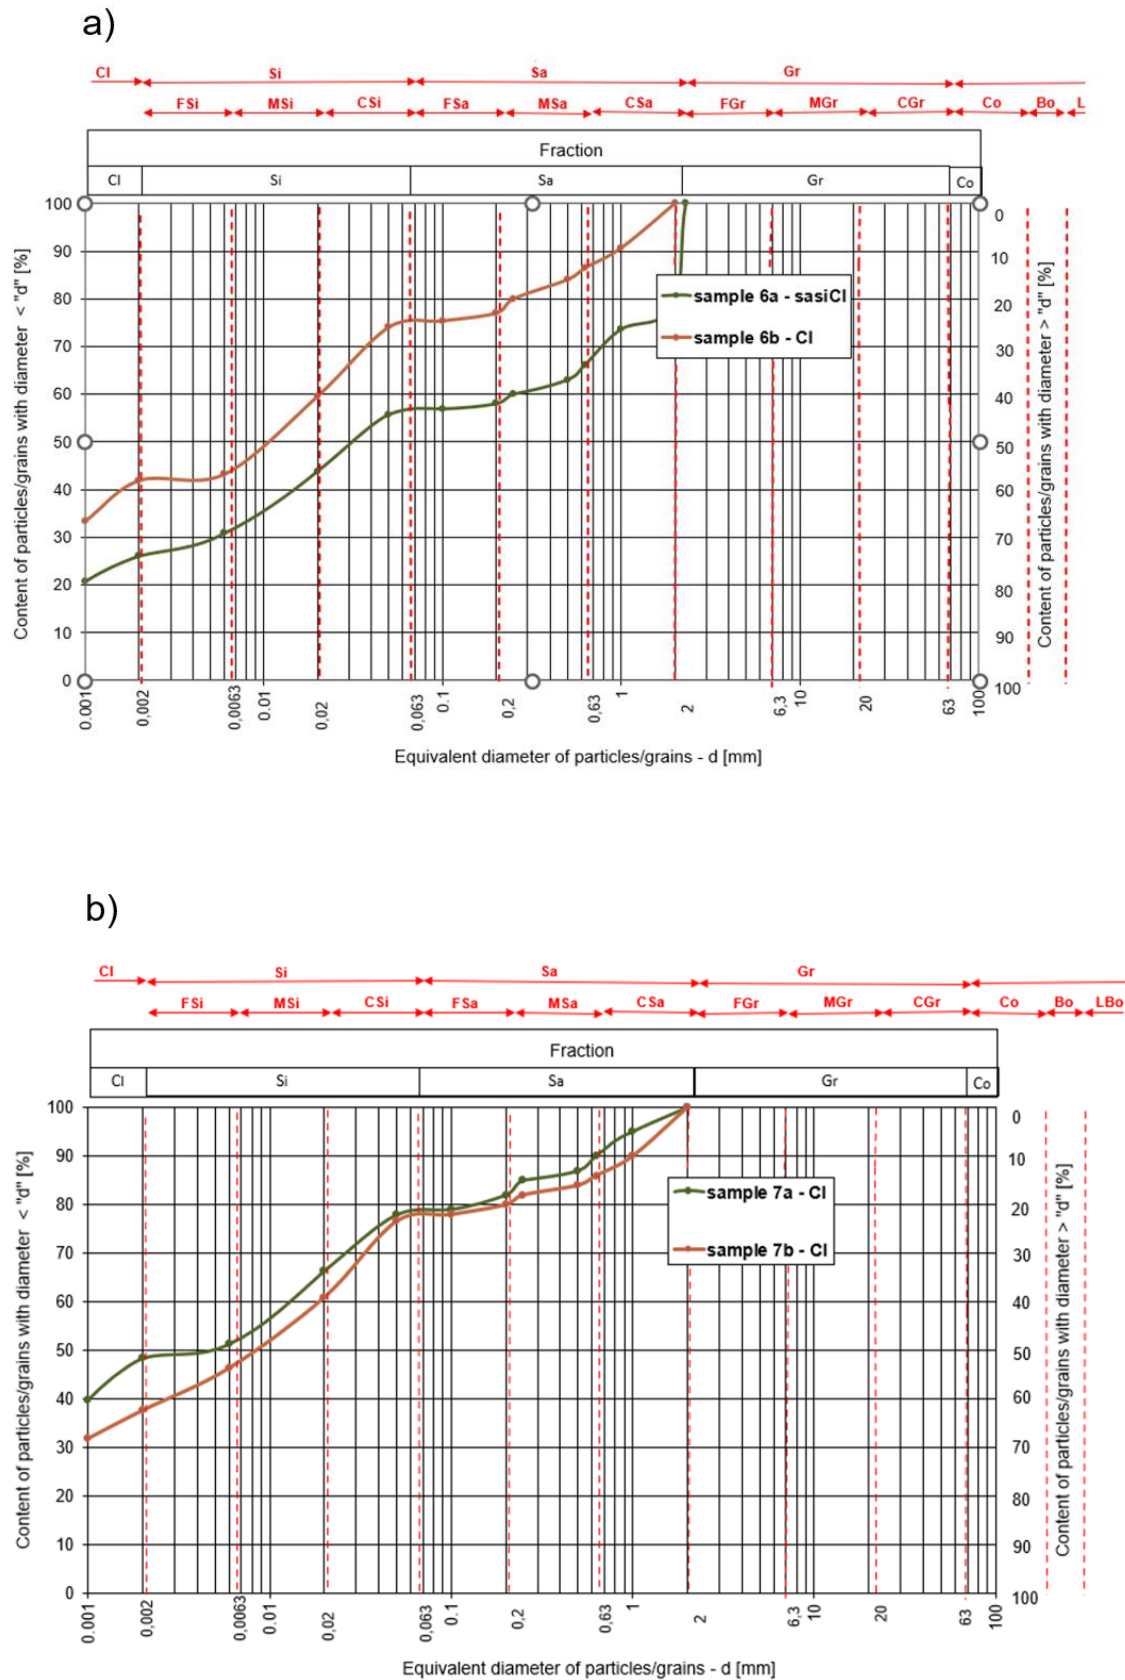 a)
Cl Si Sa Gr
FSi MSi CSi FSa MSa CSa FGr MGr CGr Co Bo L
Fraction
Cl Si Sa Gr Co
Content of particles/grains with diameter < "d" [%]
100
90
80
70
60
50
40
30
20
10
0
sample 6a - sasiCl
sample 6b - Cl
0
10
20
30
40
50
60
70
80
90
100
Content of particles/grains with diameter > "d" [%]
0.001 0,002 0,0063 0.01 0,02 0,063 0.1 0,2 0,63 1 2 6,3 10 20 63 100
Equivalent diameter of particles/grains - d [mm]
b)
Cl Si Sa Gr
FSi MSi CSi FSa MSa CSa FGr MGr CGr Co Bo LBo
Fraction
Cl Si Sa Gr Co
Content of particles/grains with diameter < "d" [%]
100
90
80
70
60
50
40
30
20
10
0
sample 7a - Cl
sample 7b - Cl
0
10
20
30
40
50
60
70
80
90
100
Content of particles/grains with diameter > "d" [%]
0.001 0,002 0,0063 0.01 0,02 0,063 0.1 0,2 0,63 1 2 6,3 10 20 63 100
Equivalent diameter of particles/grains - d [mm]